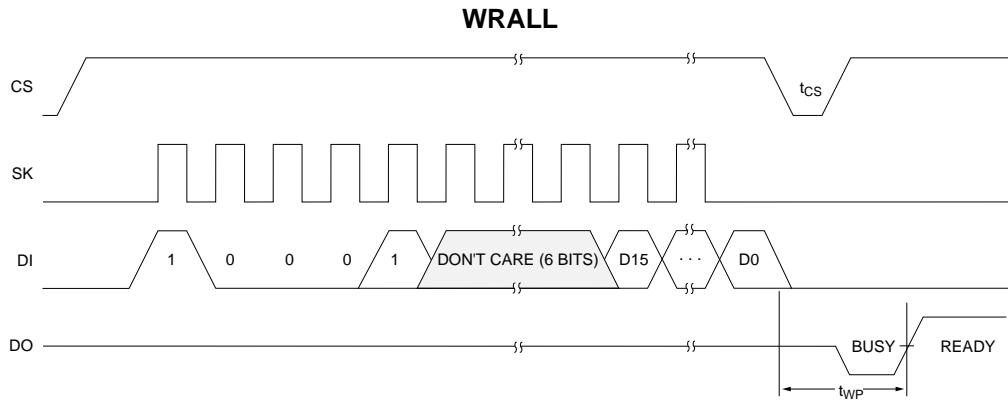 WRALL
CS
tCS
SK
DI 1 0 0 0 1 DON'T CARE (6 BITS) D15 · · · D0
DO BUSY READY
tWP